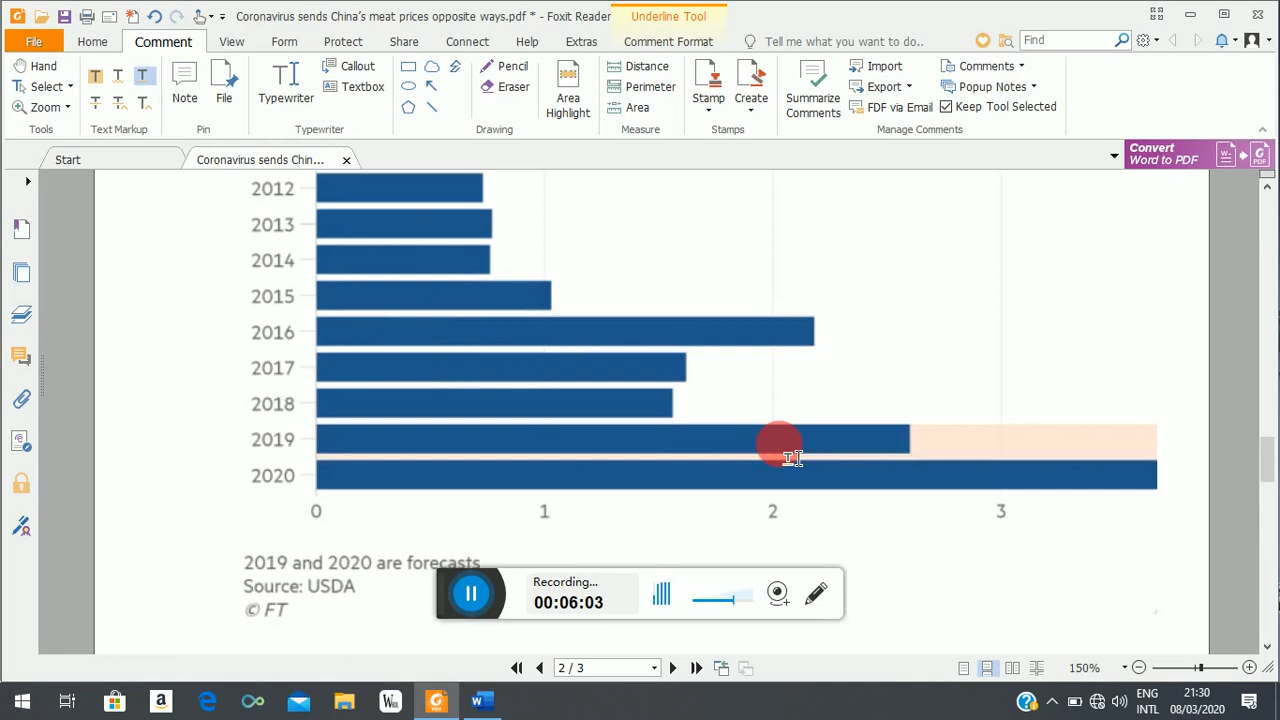 Coronavirus sends China's meat prices opposite ways.pdf * - Foxit Reader
Underline Tool
File
Home
Comment
View
Form
Protect
Share
Connect
Help
Extras
Comment Format
Tell me what you want to do..
Find
Hand
Select
Zoom
Tools
Text Markup
Note
File
Pin
Typewriter
Callout
Textbox
Typewriter
Pencil
Eraser
Drawing
Area
Highlight
Distance
Perimeter
Area
Measure
Stamp
Create
Stamps
Summarize
Comments
Import
Export
FDF via Email
Comments
Popup Notes
Keep Tool Selected
Manage Comments
Start
Coronavirus sends Chin...
Convert
Word to PDF
2012
2013
2014
2015
2016
2017
2018
2019
2020
0 1 2 3
2019 and 2020 are forecasts
Source: USDA
© FT
Recording...
00:06:03
2 / 3
150%
ENG
INTL
21:30
08/03/2020